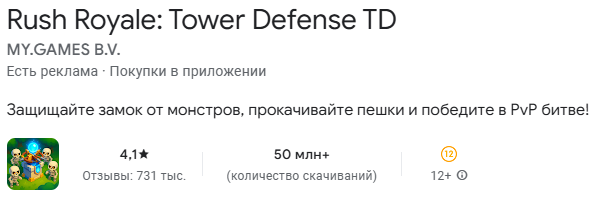 Rush Royale: Tower Defense TD
MY.GAMES B.V.
Есть реклама · Покупки в приложении
Защищайте замок от монстров, прокачивайте пешки и победите в PvP битве!
4,1★ 50 млн+ 12
Отзывы: 731 тыс. (количество скачиваний) 12+